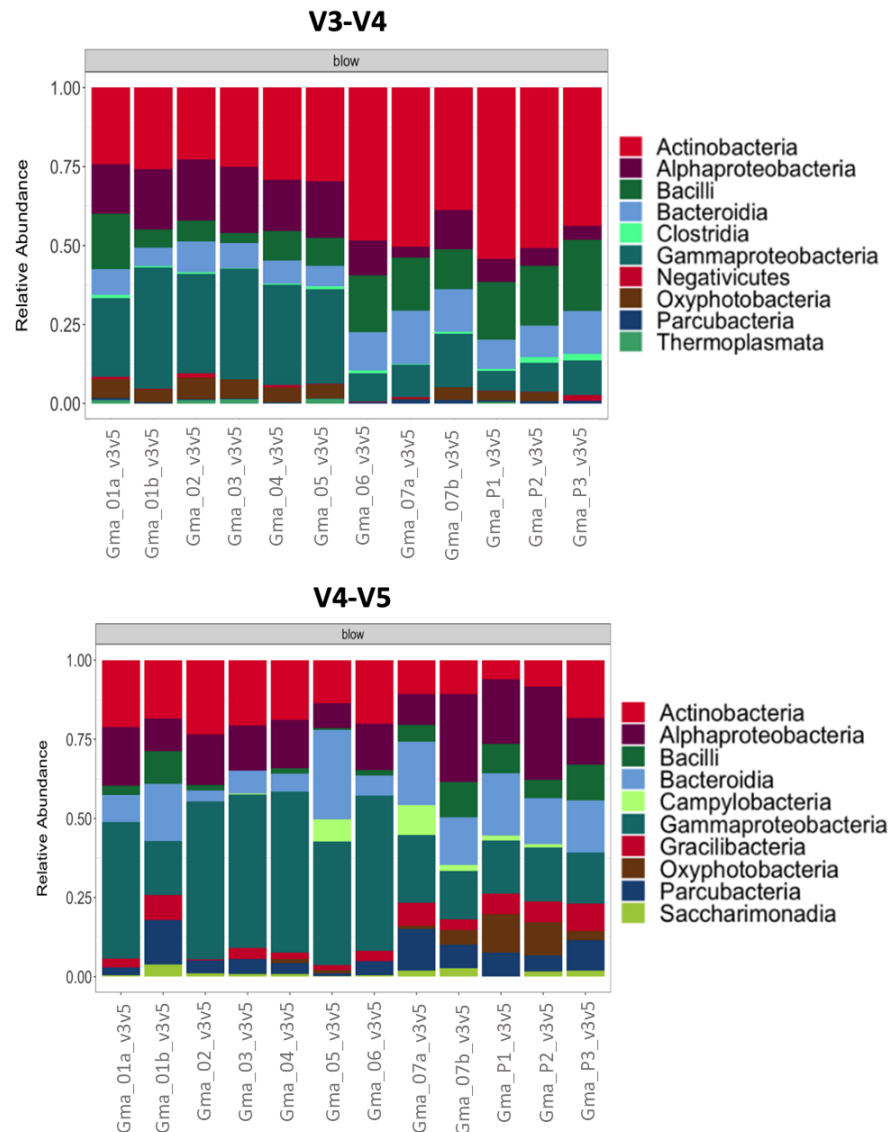 V3-V4
blow
1.00
0.75
0.50
0.25
0.00
Relative Abundance
Actinobacteria
Alphaproteobacteria
Bacilli
Bacteroidia
Clostridia
Gammaproteobacteria
Negativicutes
Oxyphotobacteria
Parcubacteria
Thermoplasmata
Gma_01a_v3v5
Gma_01b_v3v5
Gma_02_v3v5
Gma_03_v3v5
Gma_04_v3v5
Gma_05_v3v5
Gma_06_v3v5
Gma_07a_v3v5
Gma_07b_v3v5
Gma_P1_v3v5
Gma_P2_v3v5
Gma_P3_v3v5
V4-V5
blow
1.00
0.75
0.50
0.25
0.00
Relative Abundance
Actinobacteria
Alphaproteobacteria
Bacilli
Bacteroidia
Campylobacteria
Gammaproteobacteria
Gracilibacteria
Oxyphotobacteria
Parcubacteria
Saccharimonadia
Gma_01a_v3v5
Gma_01b_v3v5
Gma_02_v3v5
Gma_03_v3v5
Gma_04_v3v5
Gma_05_v3v5
Gma_06_v3v5
Gma_07a_v3v5
Gma_07b_v3v5
Gma_P1_v3v5
Gma_P2_v3v5
Gma_P3_v3v5